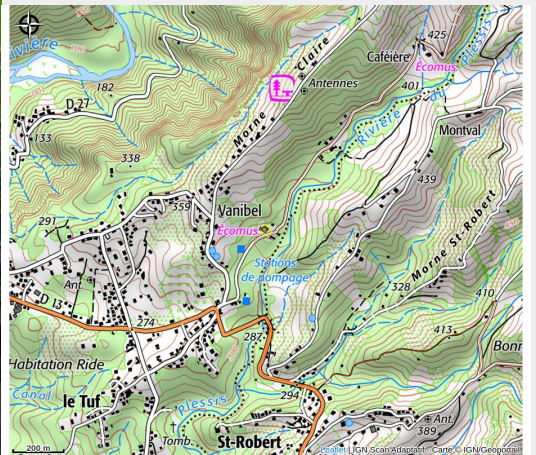 425
Caféière
Écomus.
Rivière
Claire
Antennes
401
182
D 27
Rivière du Plessis
Montval
133
Morne
338
439
359
Vanibel
Écomus.
291
Morne St-Robert
Stations
de pompage
Ant.
328
410
D 13
274
287
413
Habitation Ride
Bonn
Canal
294
le Tuf
Plessis
Ant.
389
Tomb.
St-Robert
200 m
Leaflet | IGN Scan Adaptatif - Carte © IGN/Geoportail